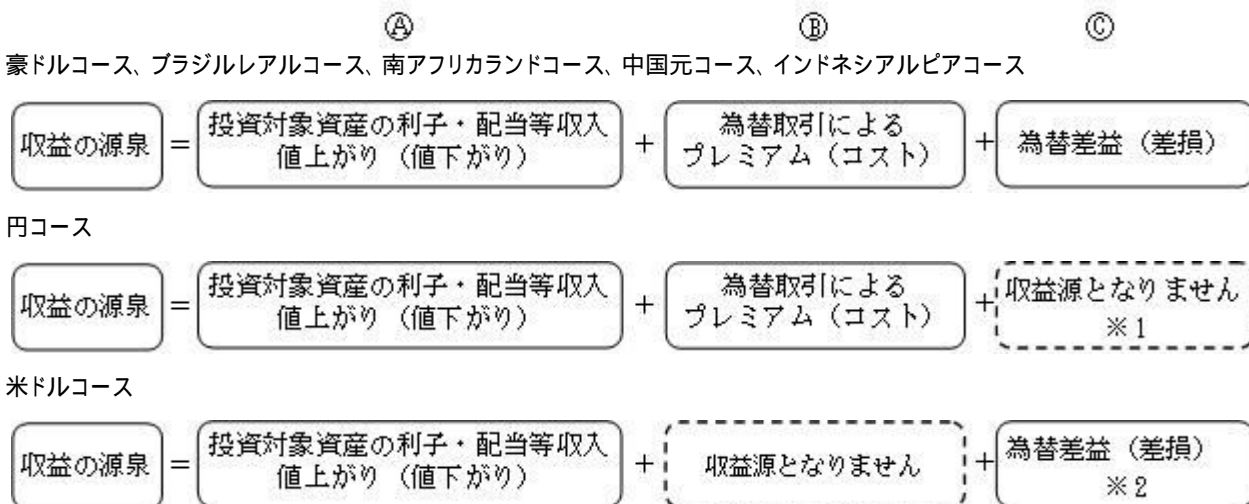 Ⓐ Ⓑ Ⓒ
豪ドルコース、ブラジルレアルコース、南アフリカランドコース、中国元コース、インドネシアルピアコース
収益の源泉 = 投資対象資産の利子・配当等収入 値上がり（値下がり） + 為替取引による プレミアム（コスト） + 為替差益（差損）
円コース
収益の源泉 = 投資対象資産の利子・配当等収入 値上がり（値下がり） + 為替取引による プレミアム（コスト） + 収益源となりません ※1
米ドルコース
収益の源泉 = 投資対象資産の利子・配当等収入 値上がり（値下がり） + 収益源となりません + 為替差益（差損） ※2